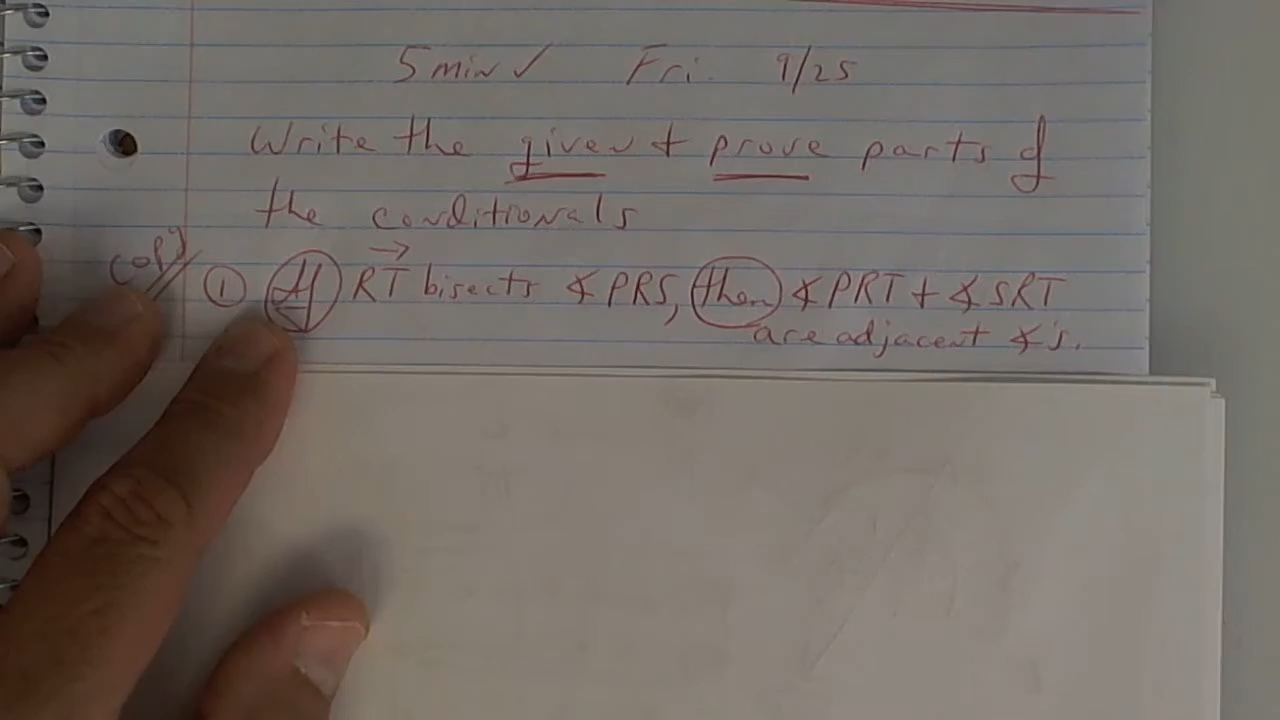 5 min ✓ Fri. 9/25
Write the given + prove parts of
the conditionals
Copy ① If RT bisects ∢PRS, then ∢PRT + ∢SRT
are adjacent ∢'s.